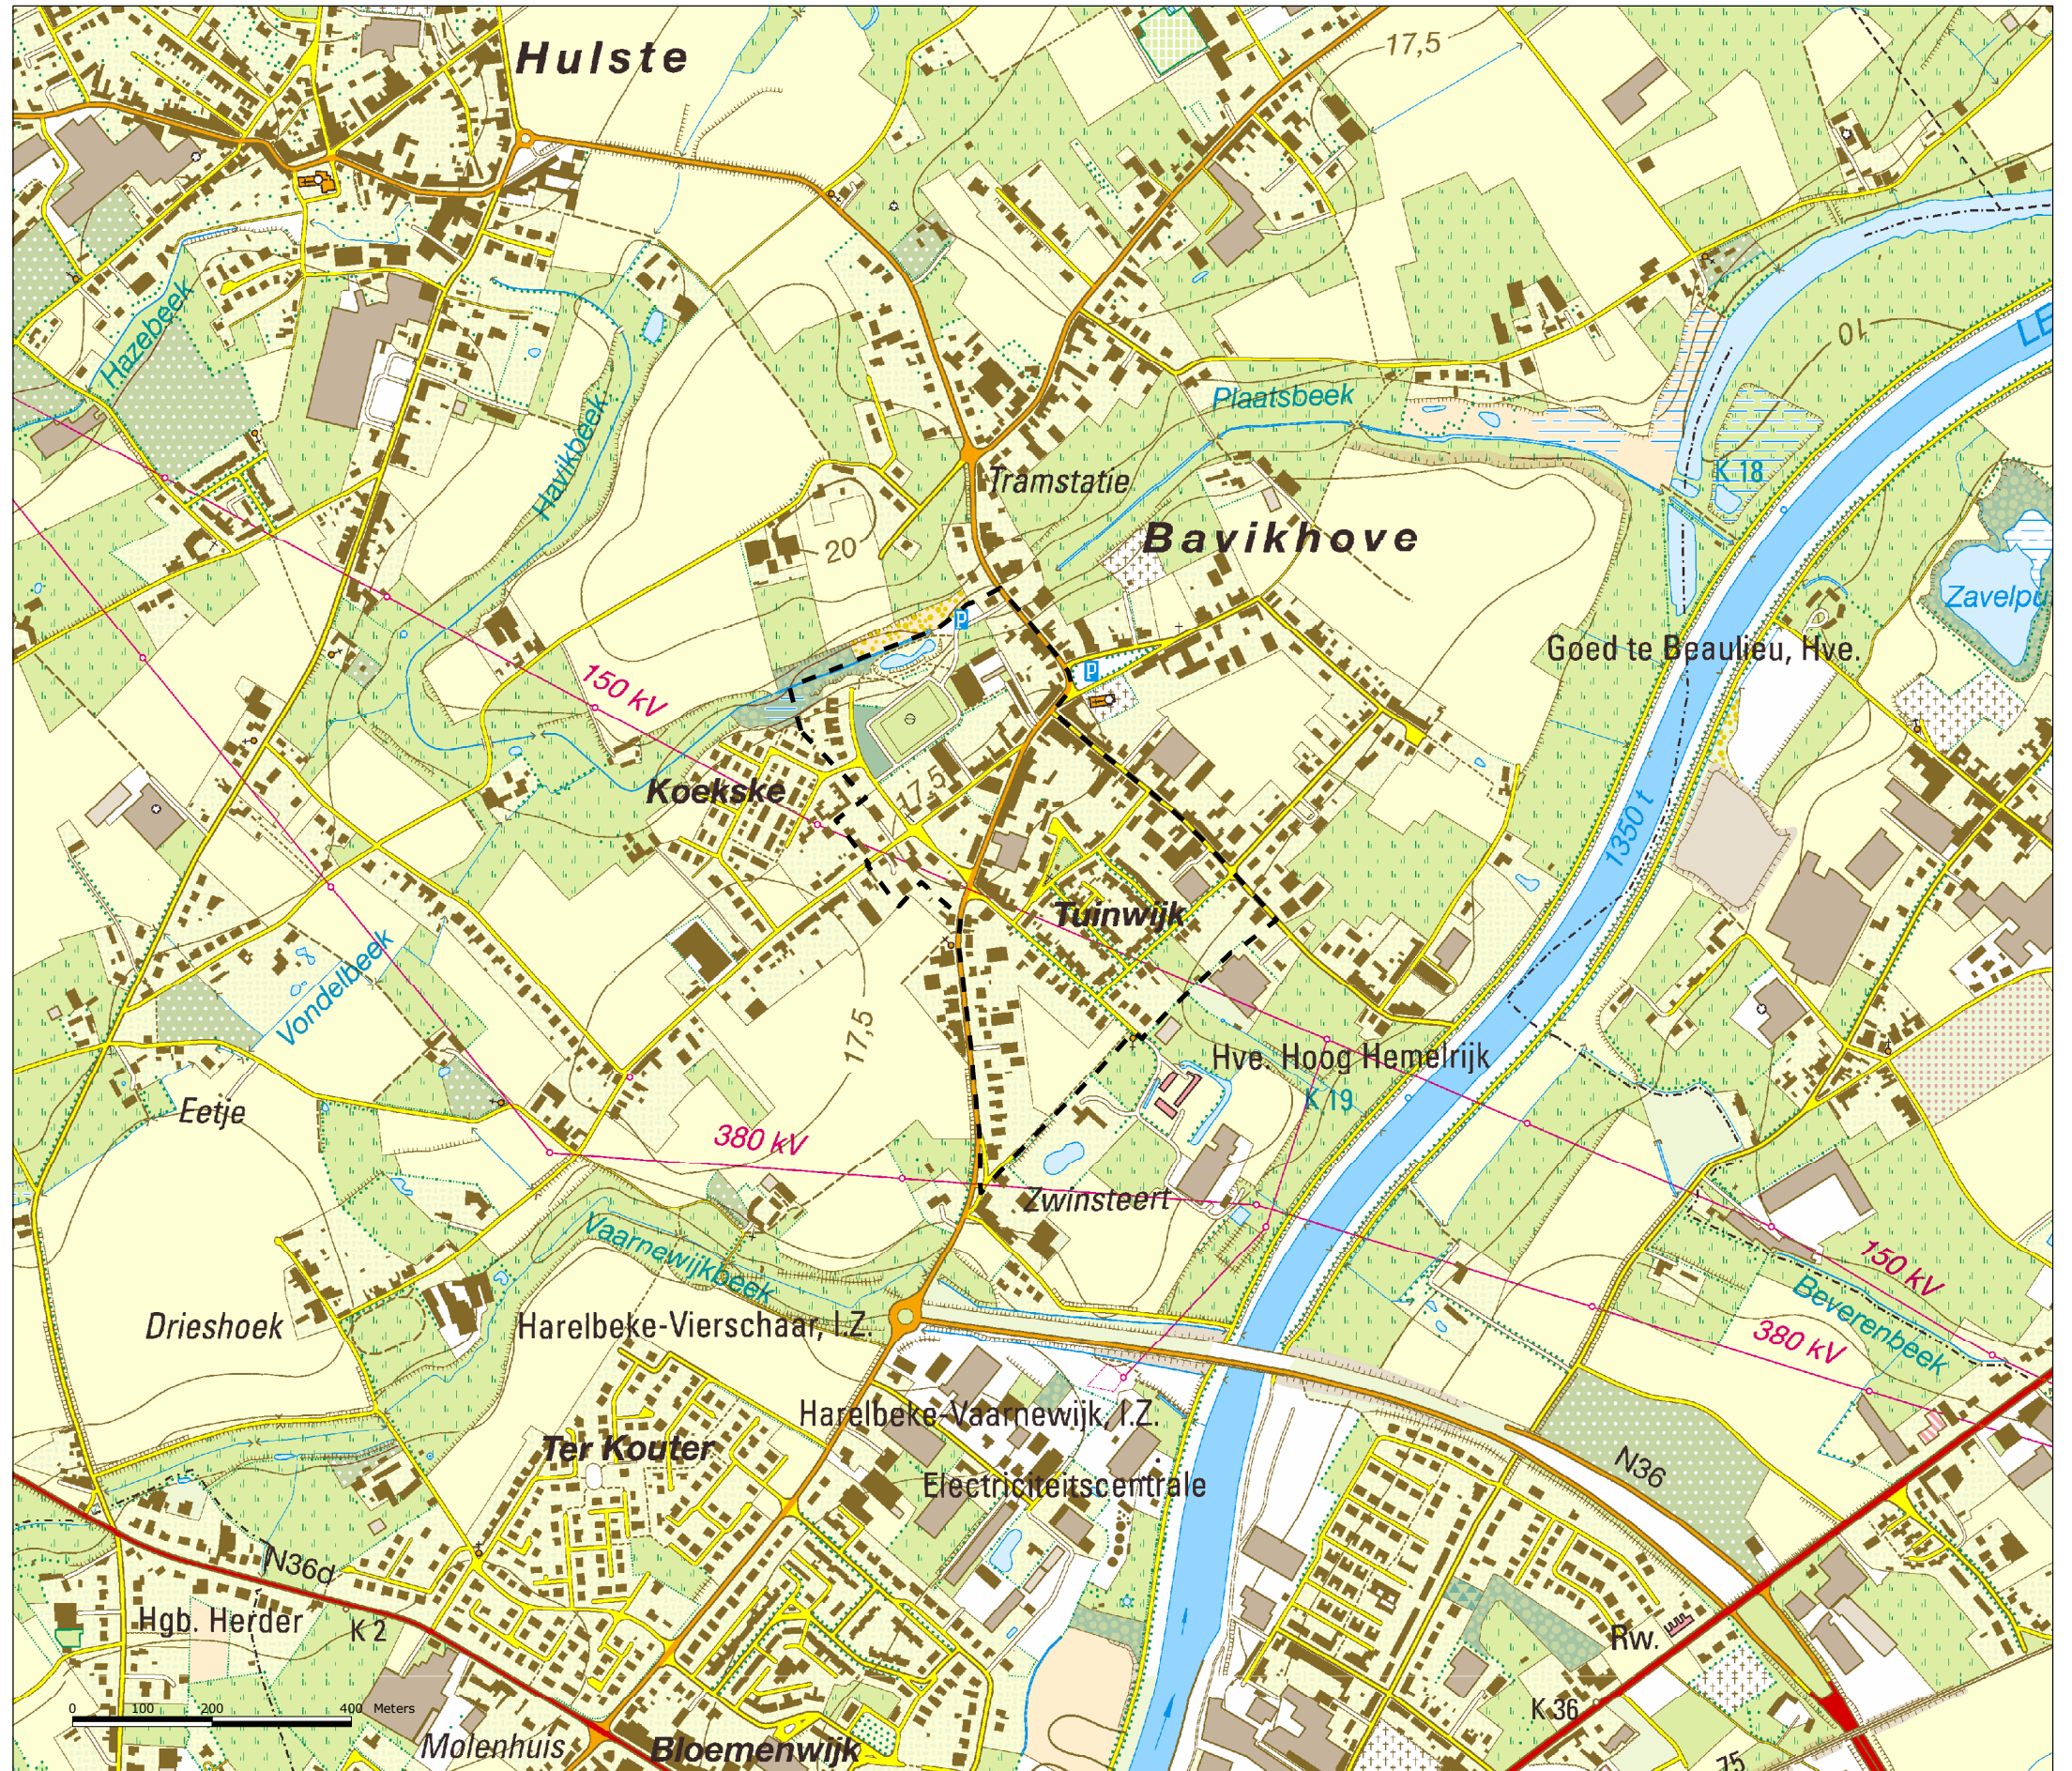 Hulste
17,5
Hazebeek
Havikbeek
Plaatsbeek
10
K 18
Tramstatie
Bavikhove
20
P
Zavelpu
P
Goed te Beaulieu, Hve.
150 kV
Koekske
17,5
1350 t
Tuinwijk
Vondelbeek
17,5
Hve. Hoog Hemelrijk
K 19
Eetje
380 kV
Zwinsteert
Vaarnewijkbeek
150 kV
Beverenbeek
380 kV
Drieshoek
Harelbeke-Vierschaar, I.Z.
Harelbeke-Vaarnewijk, I.Z.
Ter Kouter
N36
Electriciteitscentrale
N36d
Hgb. Herder
K 2
Rw.
K 36
0 100 200 400 Meters
Molenhuis
Bloemenwijk
75